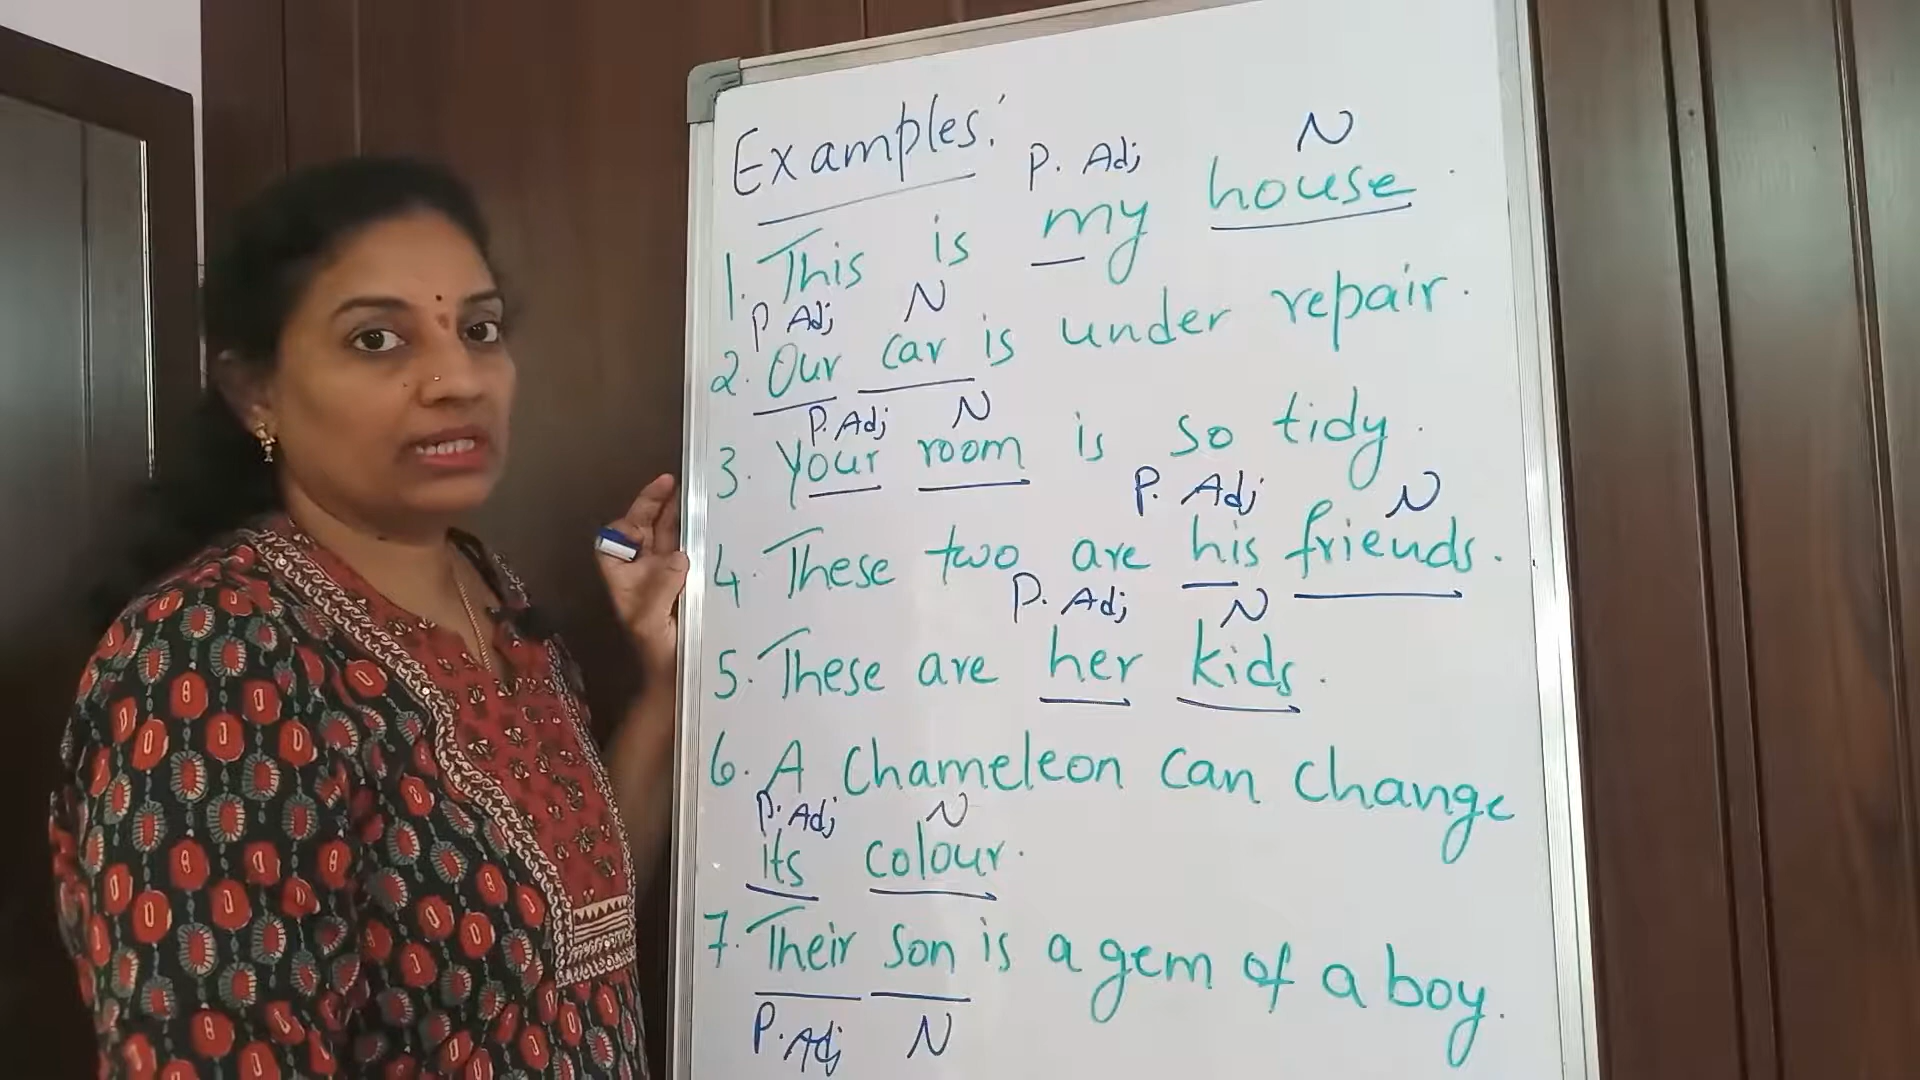 Examples:
P. Adj N
1. This is my house.
P Adj N
2. Our car is under repair.
P. Adj N
3. Your room is so tidy.
P. Adj N
4. These two are his friends.
P. Adj N
5. These are her kids.
6. A Chameleon can change
P. Adj N
its colour.
7. Their son is a gem of a boy.
P. Adj N